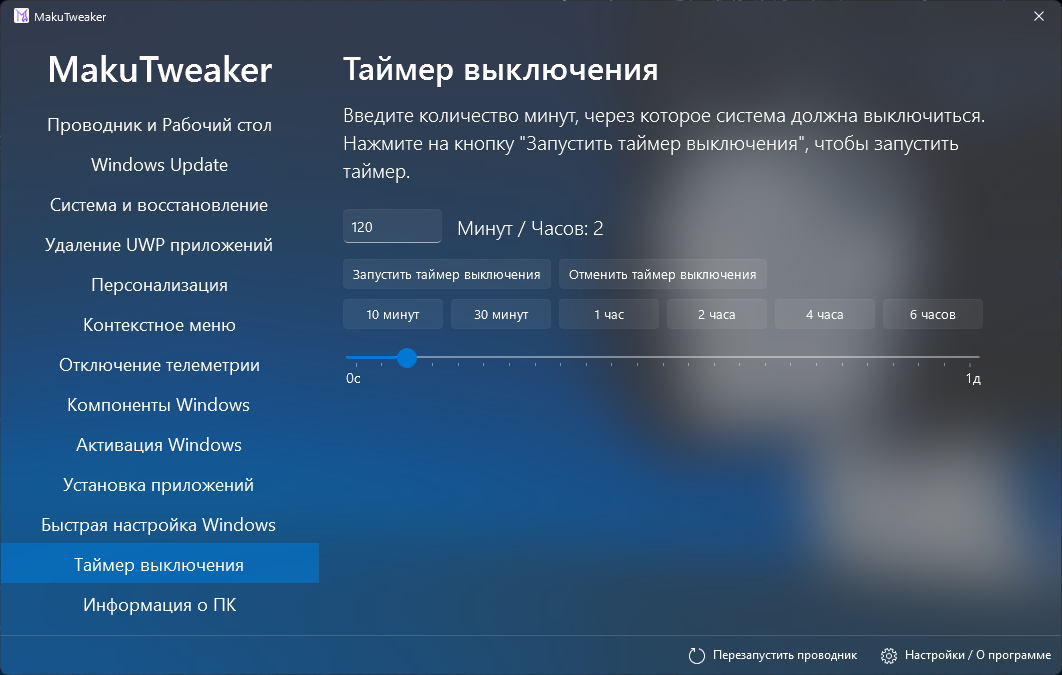 MakuTweaker
MakuTweaker
Проводник и Рабочий стол
Windows Update
Система и восстановление
Удаление UWP приложений
Персонализация
Контекстное меню
Отключение телеметрии
Компоненты Windows
Активация Windows
Установка приложений
Быстрая настройка Windows
Таймер выключения
Информация о ПК
Таймер выключения
Введите количество минут, через которое система должна выключиться.
Нажмите на кнопку "Запустить таймер выключения", чтобы запустить
таймер.
120 Минут / Часов: 2
Запустить таймер выключения Отменить таймер выключения
10 минут 30 минут 1 час 2 часа 4 часа 6 часов
0с 1д
Перезапустить проводник Настройки / О программе